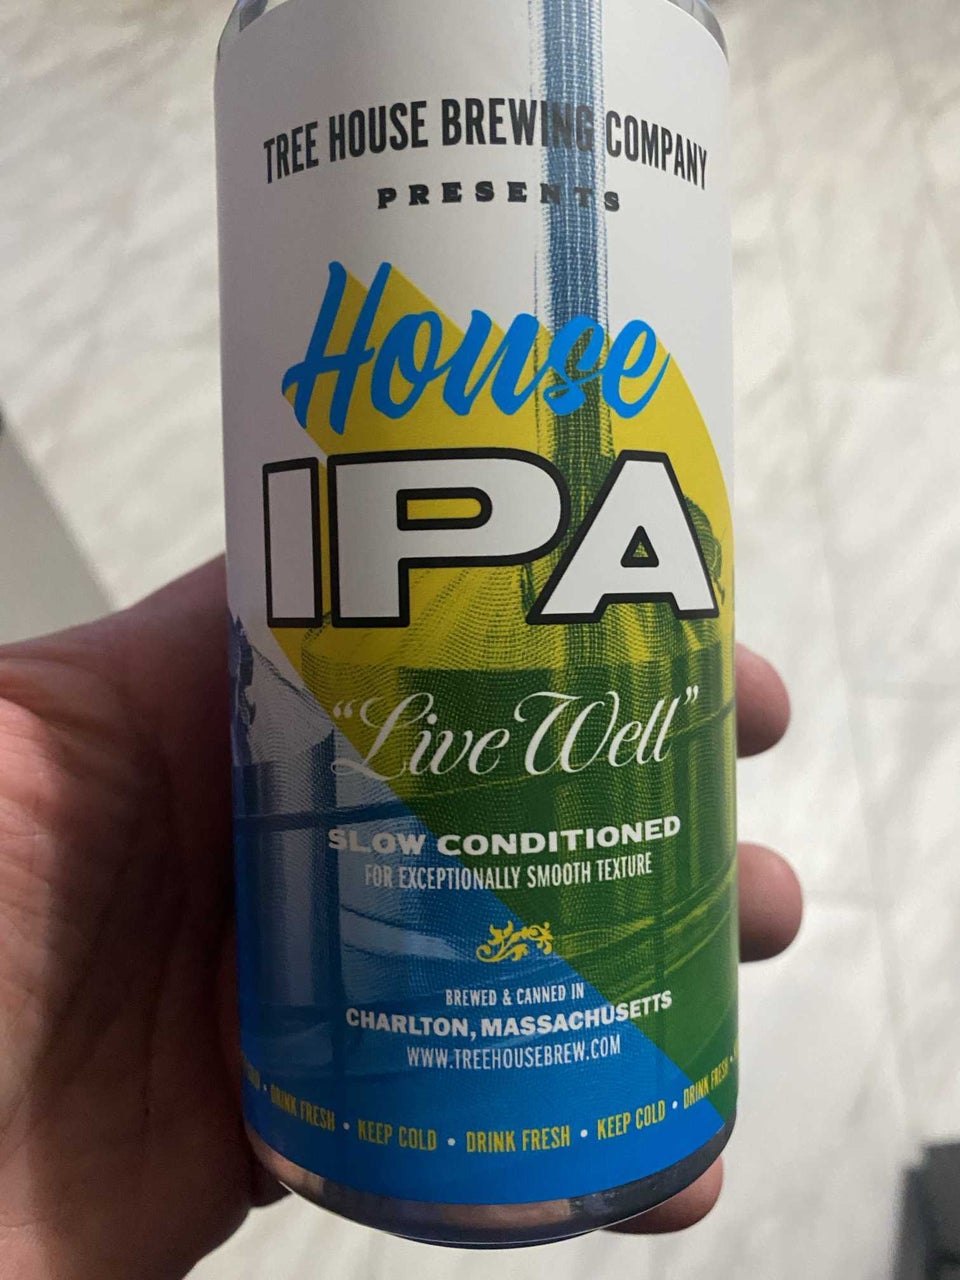 TREE HOUSE BREWING COMPANY
PRESENTS
House
IPA
"Live Well"
SLOW CONDITIONED
FOR EXCEPTIONALLY SMOOTH TEXTURE
BREWED & CANNED IN
CHARLTON, MASSACHUSETTS
WWW.TREEHOUSEBREW.COM
• DRINK FRESH • KEEP COLD • DRINK FRESH • KEEP COLD • DRINK FRESH •